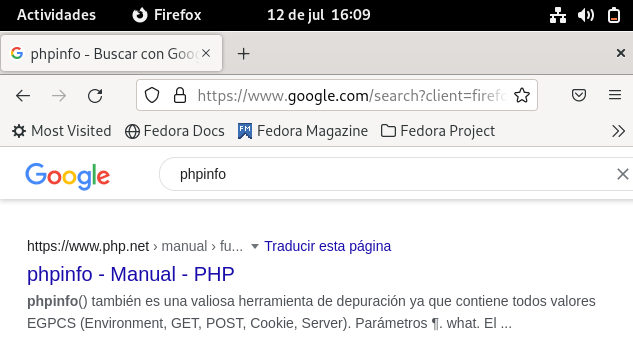 Actividades Firefox 12 de jul 16:09
phpinfo - Buscar con Goo
https://www.google.com/search?client=firef
Most Visited Fedora Docs Fedora Magazine Fedora Project
Google phpinfo
https://www.php.net › manual › fu... Traducir esta página
phpinfo - Manual - PHP
phpinfo() también es una valiosa herramienta de depuración ya que contiene todos valores
EGPCS (Environment, GET, POST, Cookie, Server). Parámetros ¶. what. El ...